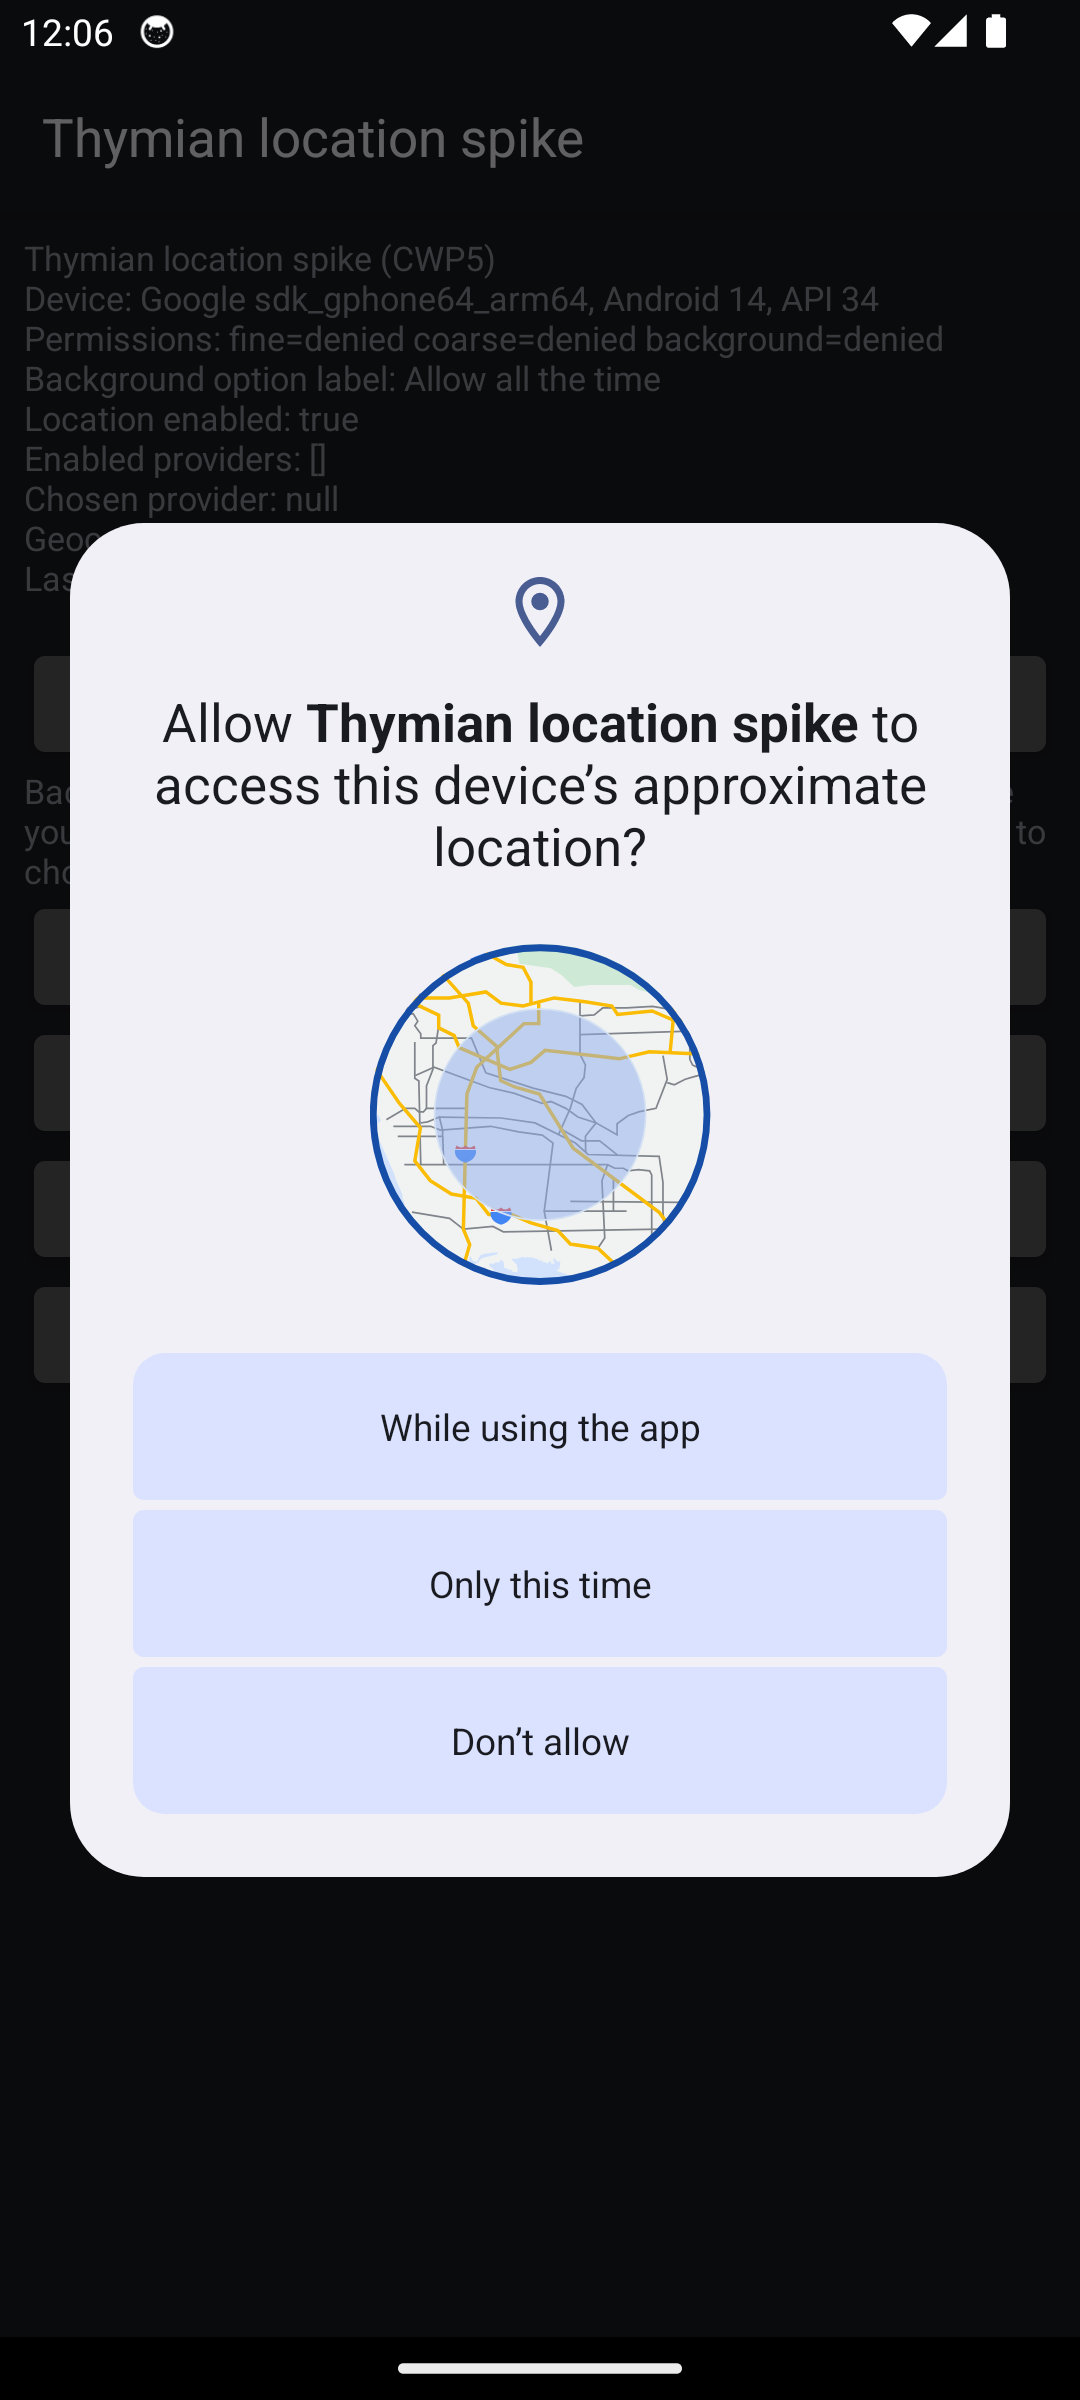 12:06
Thymian location spike
Thymian location spike (CWP5)
Device: Google sdk_gphone64_arm64, Android 14, API 34
Permissions: fine=denied coarse=denied background=denied
Background option label: Allow all the time
Location enabled: true
Enabled providers: []
Chosen provider: null
Allow Thymian location spike to
access this device’s approximate
location?
to
While using the app
Only this time
Don’t allow